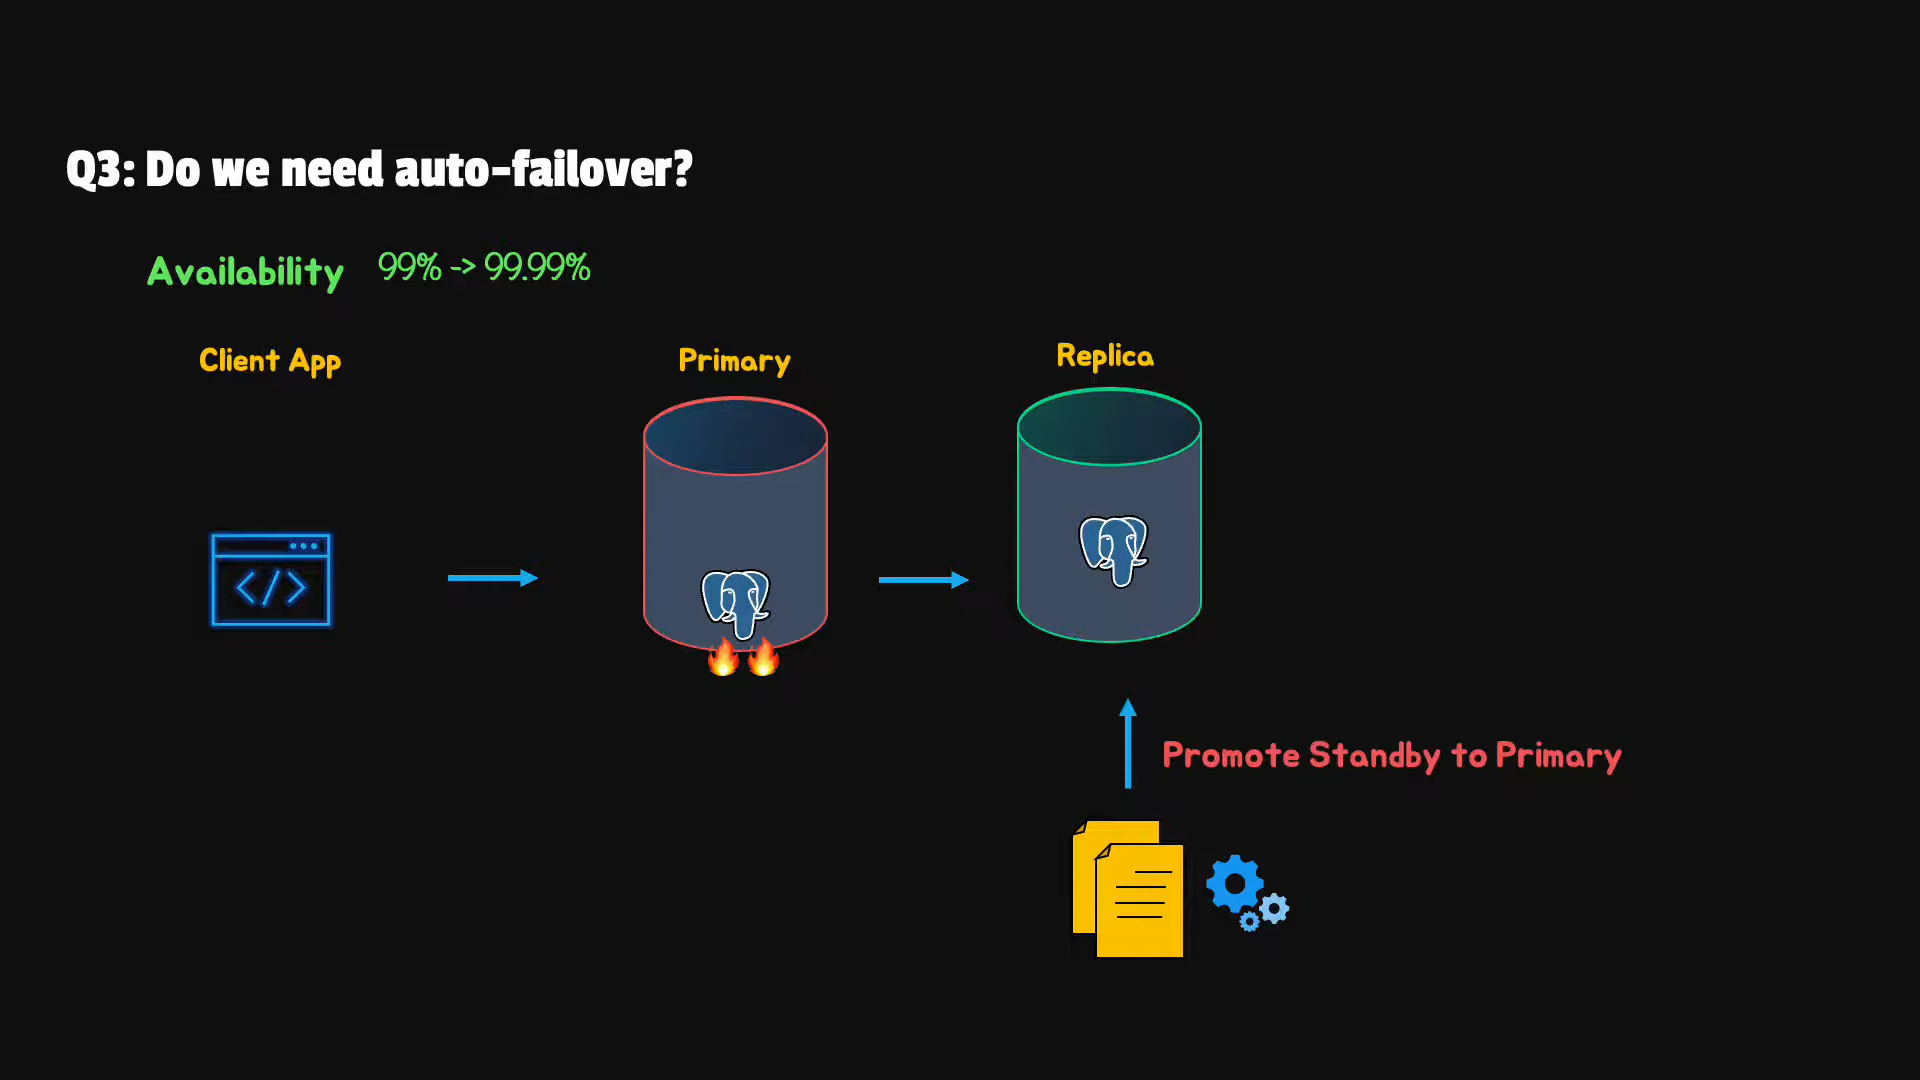 Q3: Do we need auto-failover?
Availability 99% -> 99.99%
Client App
Primary
Replica
</>
Promote Standby to Primary